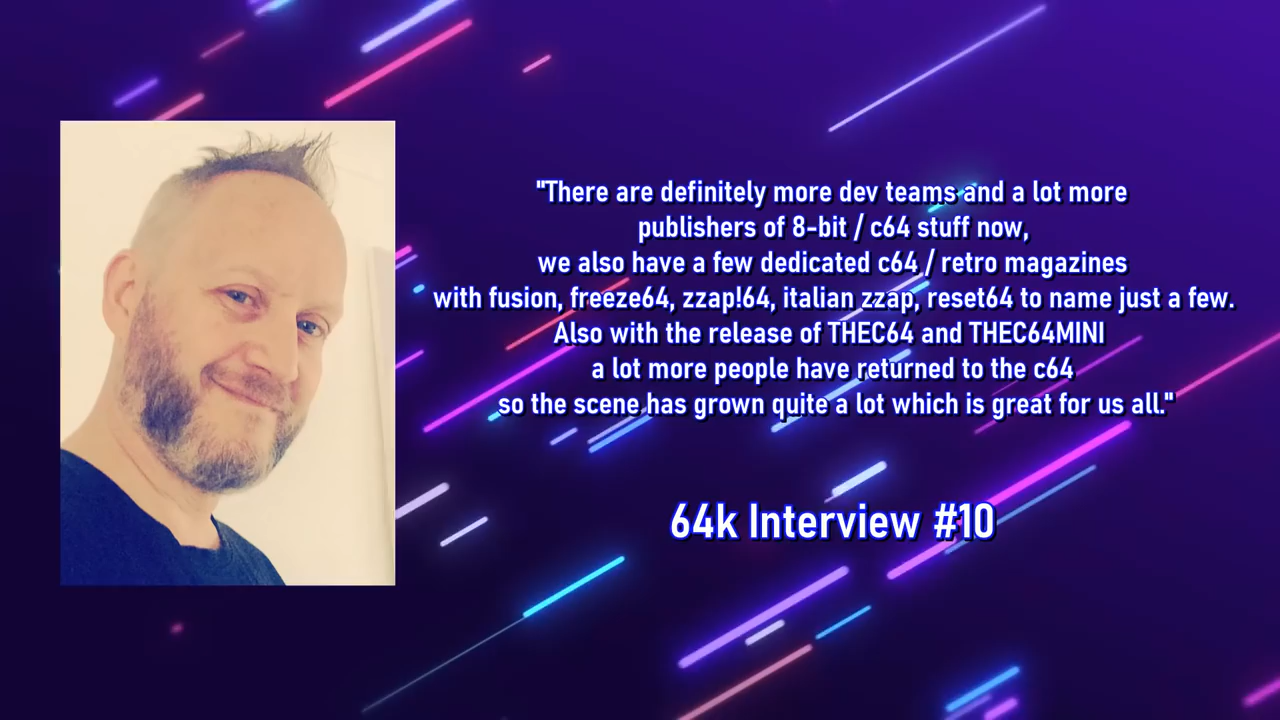 "There are definitely more dev teams and a lot more
publishers of 8-bit / c64 stuff now,
we also have a few dedicated c64 / retro magazines
with fusion, freeze64, zzap!64, italian zzap, reset64 to name just a few.
Also with the release of THEC64 and THEC64MINI
a lot more people have returned to the c64
so the scene has grown quite a lot which is great for us all."
64k Interview #10